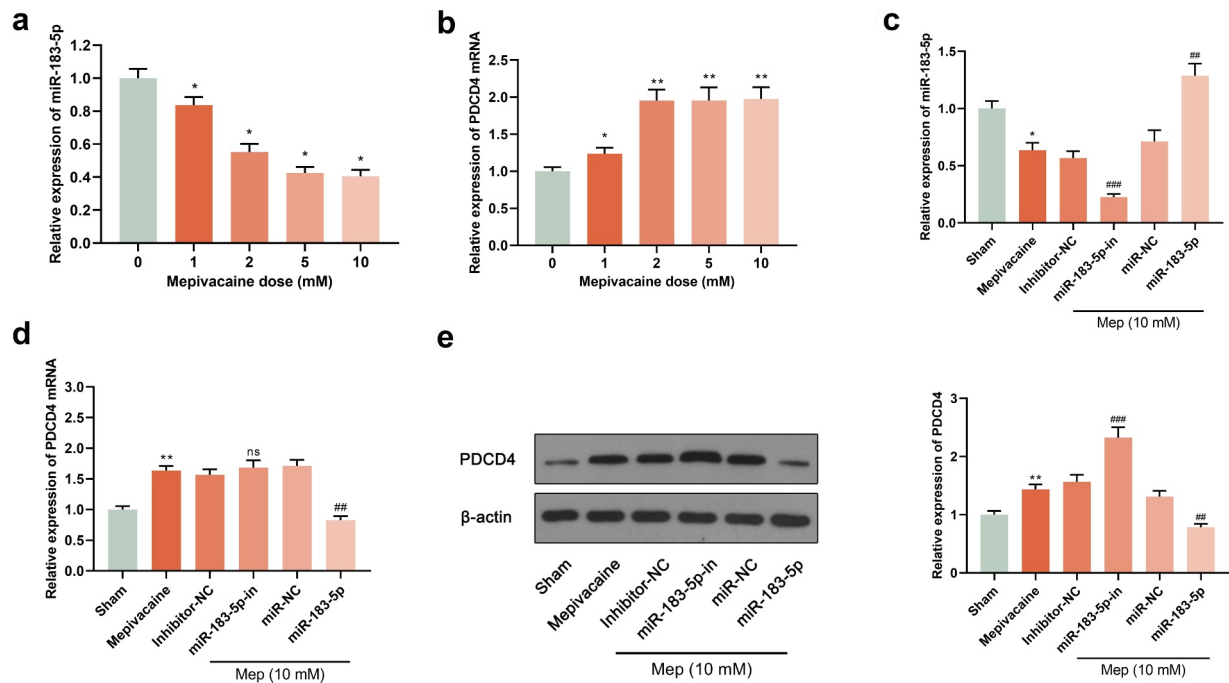 a
Relative expression of miR-183-5p
1.2
1.0
0.8
0.6
0.4
0.2
0.0
*
*
*
*
0 1 2 5 10
Mepivacaine dose (mM)
b
Relative expression of PDCD4 mRNA
2.5
2.0
1.5
1.0
0.5
0.0
*
**
**
**
0 1 2 5 10
Mepivacaine dose (mM)
c
Relative expression of miR-183-5p
1.5
1.0
0.5
0.0
*
###
##
Sham
Mepivacaine
Inhibitor-NC
miR-183-5p-in
miR-NC
miR-183-5p
Mep (10 mM)
d
Relative expression of PDCD4 mRNA
3.0
2.5
2.0
1.5
1.0
0.5
0.0
**
ns
##
Sham
Mepivacaine
Inhibitor-NC
miR-183-5p-in
miR-NC
miR-183-5p
Mep (10 mM)
e
PDCD4
β-actin
Sham
Mepivacaine
Inhibitor-NC
miR-183-5p-in
miR-NC
miR-183-5p
Mep (10 mM)
Relative expression of PDCD4
3
2
1
0
**
###
##
Sham
Mepivacaine
Inhibitor-NC
miR-183-5p-in
miR-NC
miR-183-5p
Mep (10 mM)